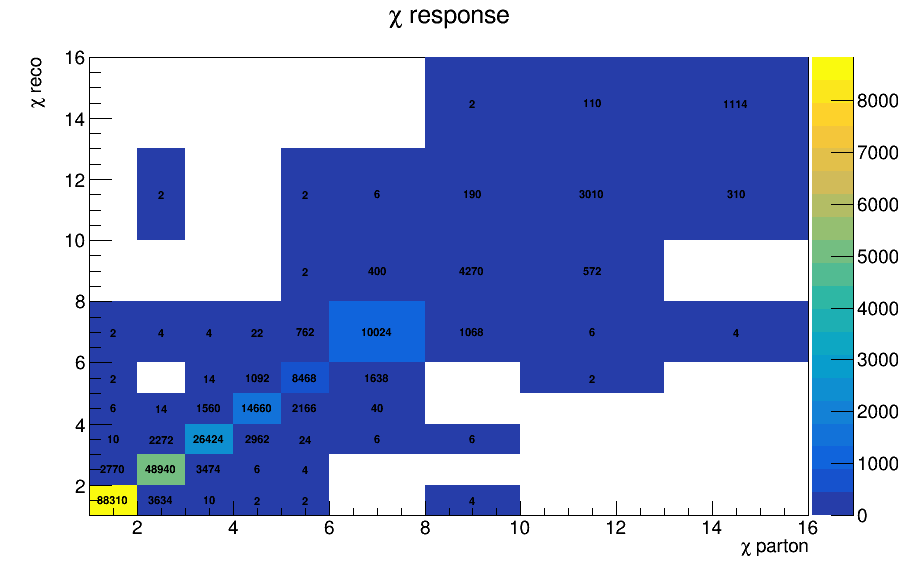 χ response
χ reco
16
14
12
10
8
6
4
2
2 110 1114
2 2 6 190 3010 310
2 400 4270 572
2 4 4 22 762 10024 1068 6 4
2 14 1092 8468 1638 2
6 14 1560 14660 2166 40
10 2272 26424 2962 24 6 6
2770 48940 3474 6 4
88310 3634 10 2 2 4
2 4 6 8 10 12 14 16
χ parton
8000
7000
6000
5000
4000
3000
2000
1000
0